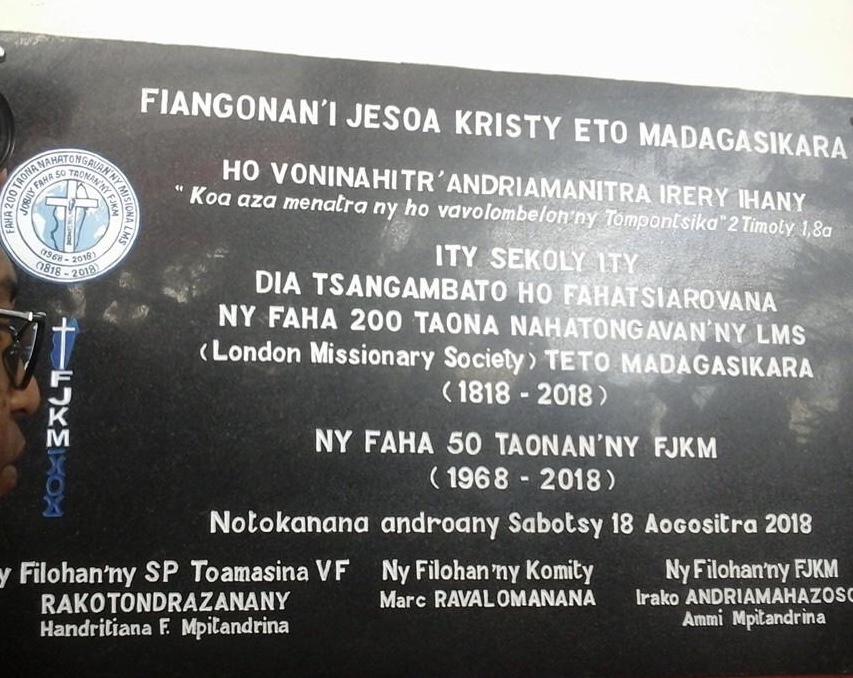 FIANGONAN'I JESOA KRISTY ETO MADAGASIKARA
HO VONINAHITR'ANDRIAMANITRA IRERY IHANY
"Koa aza menatra ny ho vavolombelon'ny Tompontsika" 2 Timoty 1,8a
FAHA 200 TAONA NAHATONGAVAN'NY MISIONA LMS
JOBILY FAHA 50 TAONAN'NY FJKM
(1968 - 2018)
(1818 - 2018)
ITY SEKOLY ITY
DIA TSANGAMBATO HO FAHATSIAROVANA
NY FAHA 200 TAONA NAHATONGAVAN'NY LMS
(London Missionary Society) TETO MADAGASIKARA
(1818 - 2018)
FJKM
NY FAHA 50 TAONAN'NY FJKM
(1968 - 2018)
Notokanana androany Sabotsy 18 Aogositra 2018
y Filohan'ny SP Toamasina VF
RAKOTONDRAZANANY
Handritiana F. Mpitandrina
Ny Filohan'ny Komity
Marc RAVALOMANANA
Ny Filohan'ny FJKM
Irako ANDRIAMAHAZOSO
Ammi Mpitandrina